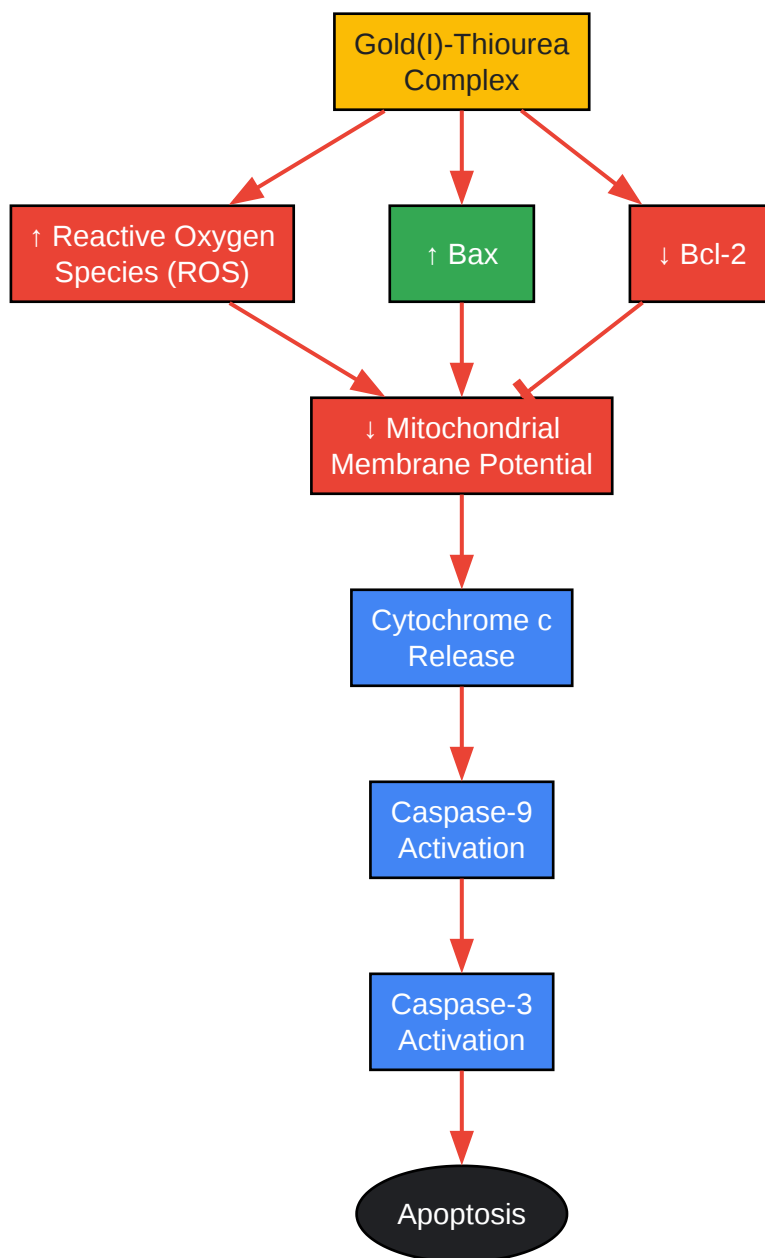 Gold(I)-Thiourea
Complex
↑ Reactive Oxygen
Species (ROS)
↑ Bax
↓ Bcl-2
↓ Mitochondrial
Membrane Potential
Cytochrome c
Release
Caspase-9
Activation
Caspase-3
Activation
Apoptosis